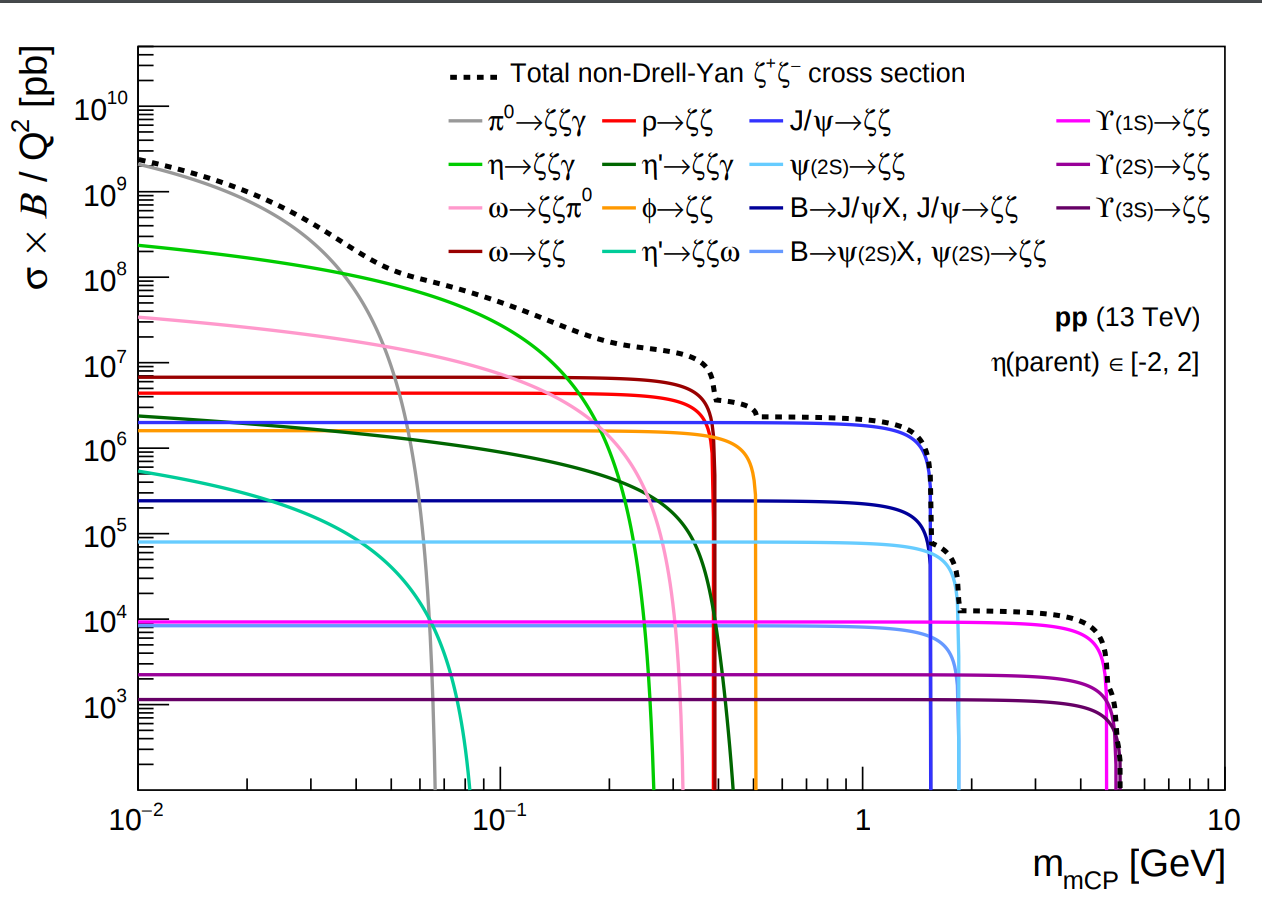 σ × B / Q² [pb]
Total non-Drell-Yan ζ⁺ζ⁻ cross section
π⁰→ζζγ ρ→ζζ J/ψ→ζζ ϒ(1S)→ζζ
η→ζζγ η'→ζζγ ψ(2S)→ζζ ϒ(2S)→ζζ
ω→ζζπ⁰ ϕ→ζζ B→J/ψX, J/ψ→ζζ ϒ(3S)→ζζ
ω→ζζ η'→ζζω B→ψ(2S)X, ψ(2S)→ζζ
pp (13 TeV)
η(parent) ∈ [-2, 2]
10¹⁰
10⁹
10⁸
10⁷
10⁶
10⁵
10⁴
10³
10⁻² 10⁻¹ 1 10
m_mCP [GeV]